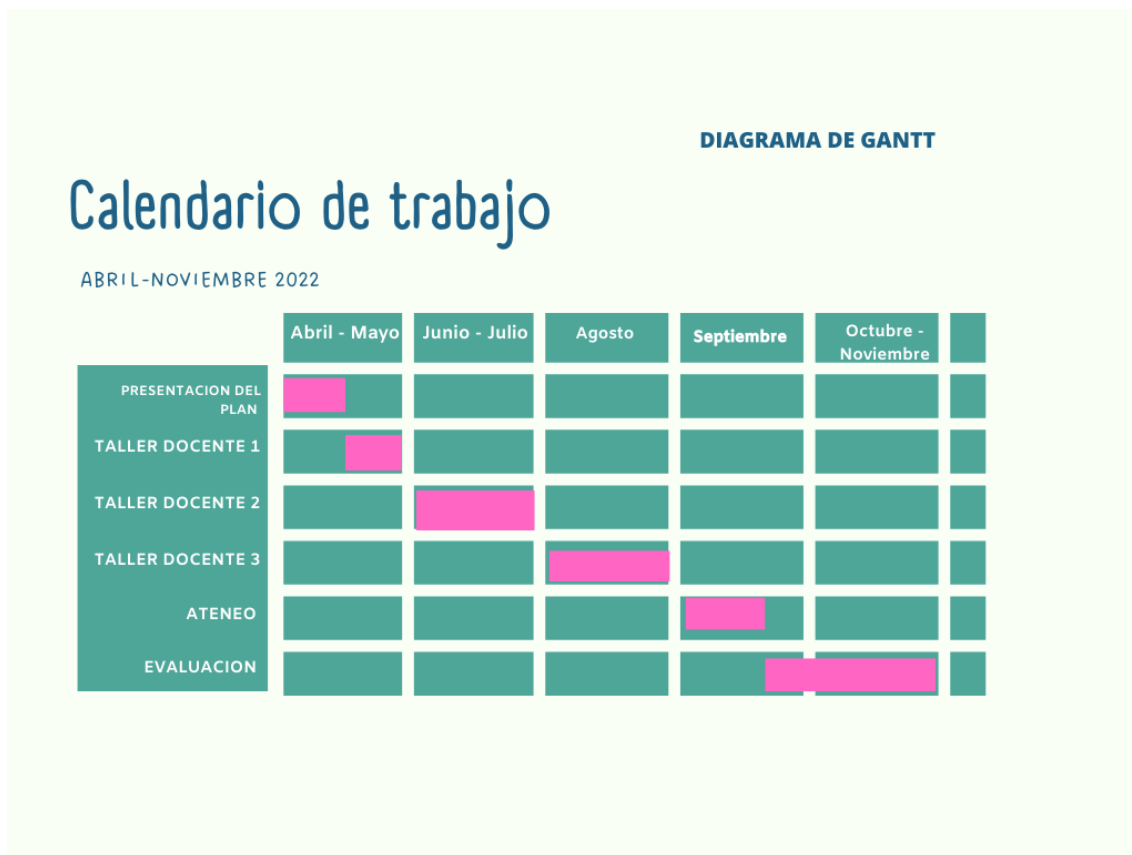 DIAGRAMA DE GANTT
Calendario de trabajo
ABRIL-NOVIEMBRE 2022
Abril - Mayo
Junio - Julio
Agosto
Septiembre
Octubre -
Noviembre
PRESENTACION DEL
PLAN
TALLER DOCENTE 1
TALLER DOCENTE 2
TALLER DOCENTE 3
ATENEO
EVALUACION